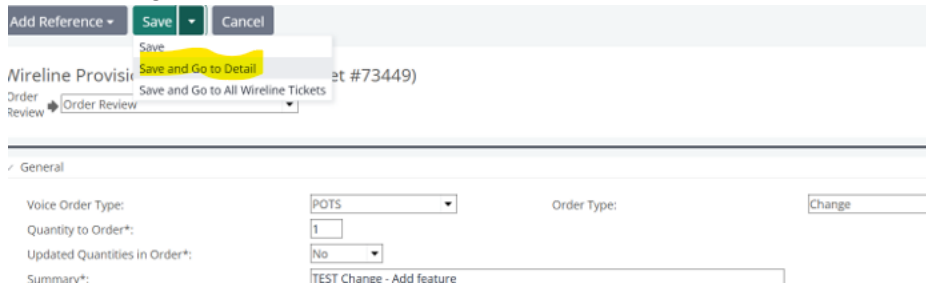 Add Reference Save Cancel
Save
Save and Go to Detail
Save and Go to All Wireline Tickets
Wireline et #73449)
Order
Review Order Review
General
Voice Order Type: POTS Order Type: Change
Quantity to Order*: 1
Updated Quantities in Order*: No
Summary*: TEST Change - Add feature